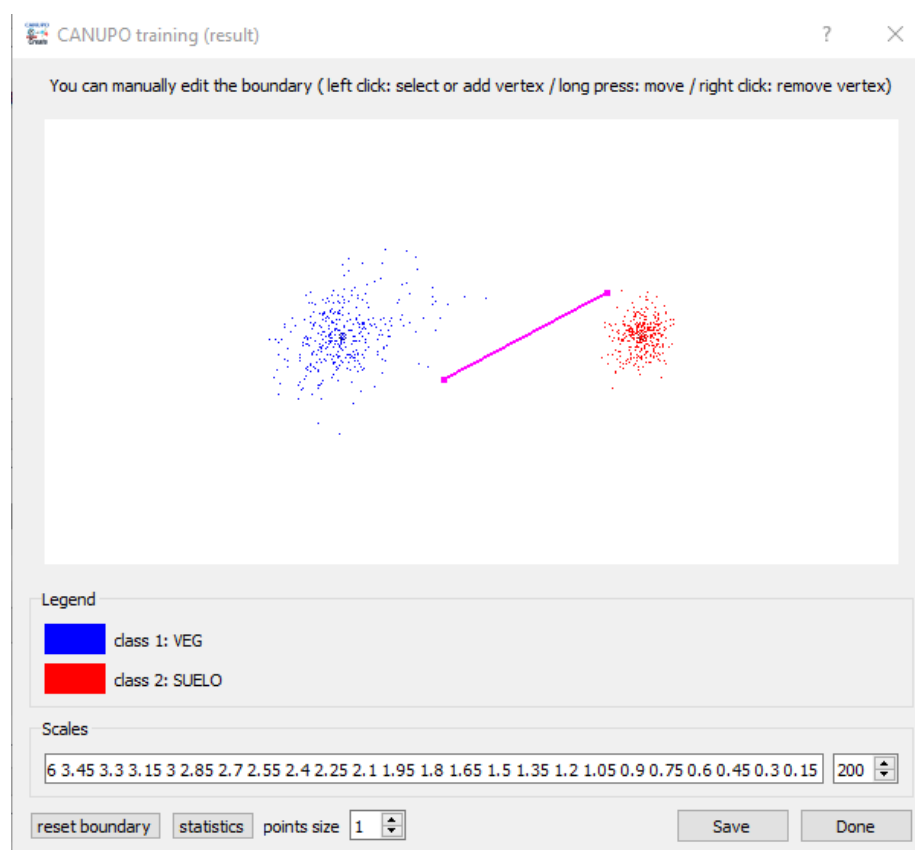 CANUPO training (result)
You can manually edit the boundary ( left click: select or add vertex / long press: move / right click: remove vertex)
Legend
class 1: VEG
class 2: SUELO
Scales
6 3.45 3.3 3.15 3 2.85 2.7 2.55 2.4 2.25 2.1 1.95 1.8 1.65 1.5 1.35 1.2 1.05 0.9 0.75 0.6 0.45 0.3 0.15 200
reset boundary statistics points size 1 Save Done